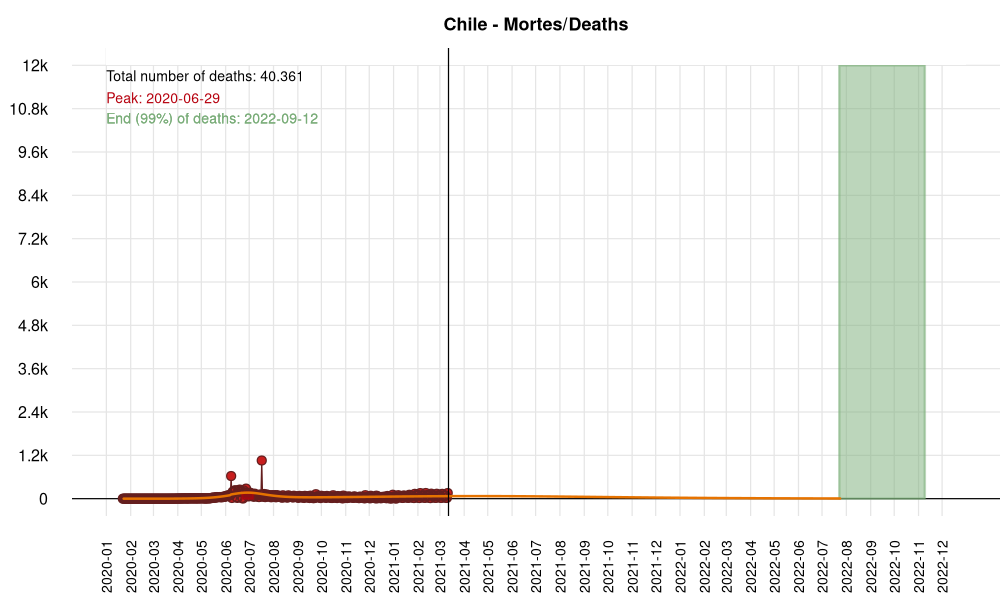 Chile - Mortes/Deaths
Total number of deaths: 40.361
Peak: 2020-06-29
End (99%) of deaths: 2022-09-12
12k
10.8k
9.6k
8.4k
7.2k
6k
4.8k
3.6k
2.4k
1.2k
0
2020-01
2020-02
2020-03
2020-04
2020-05
2020-06
2020-07
2020-08
2020-09
2020-10
2020-11
2020-12
2021-01
2021-02
2021-03
2021-04
2021-05
2021-06
2021-07
2021-08
2021-09
2021-10
2021-11
2021-12
2022-01
2022-02
2022-03
2022-04
2022-05
2022-06
2022-07
2022-08
2022-09
2022-10
2022-11
2022-12